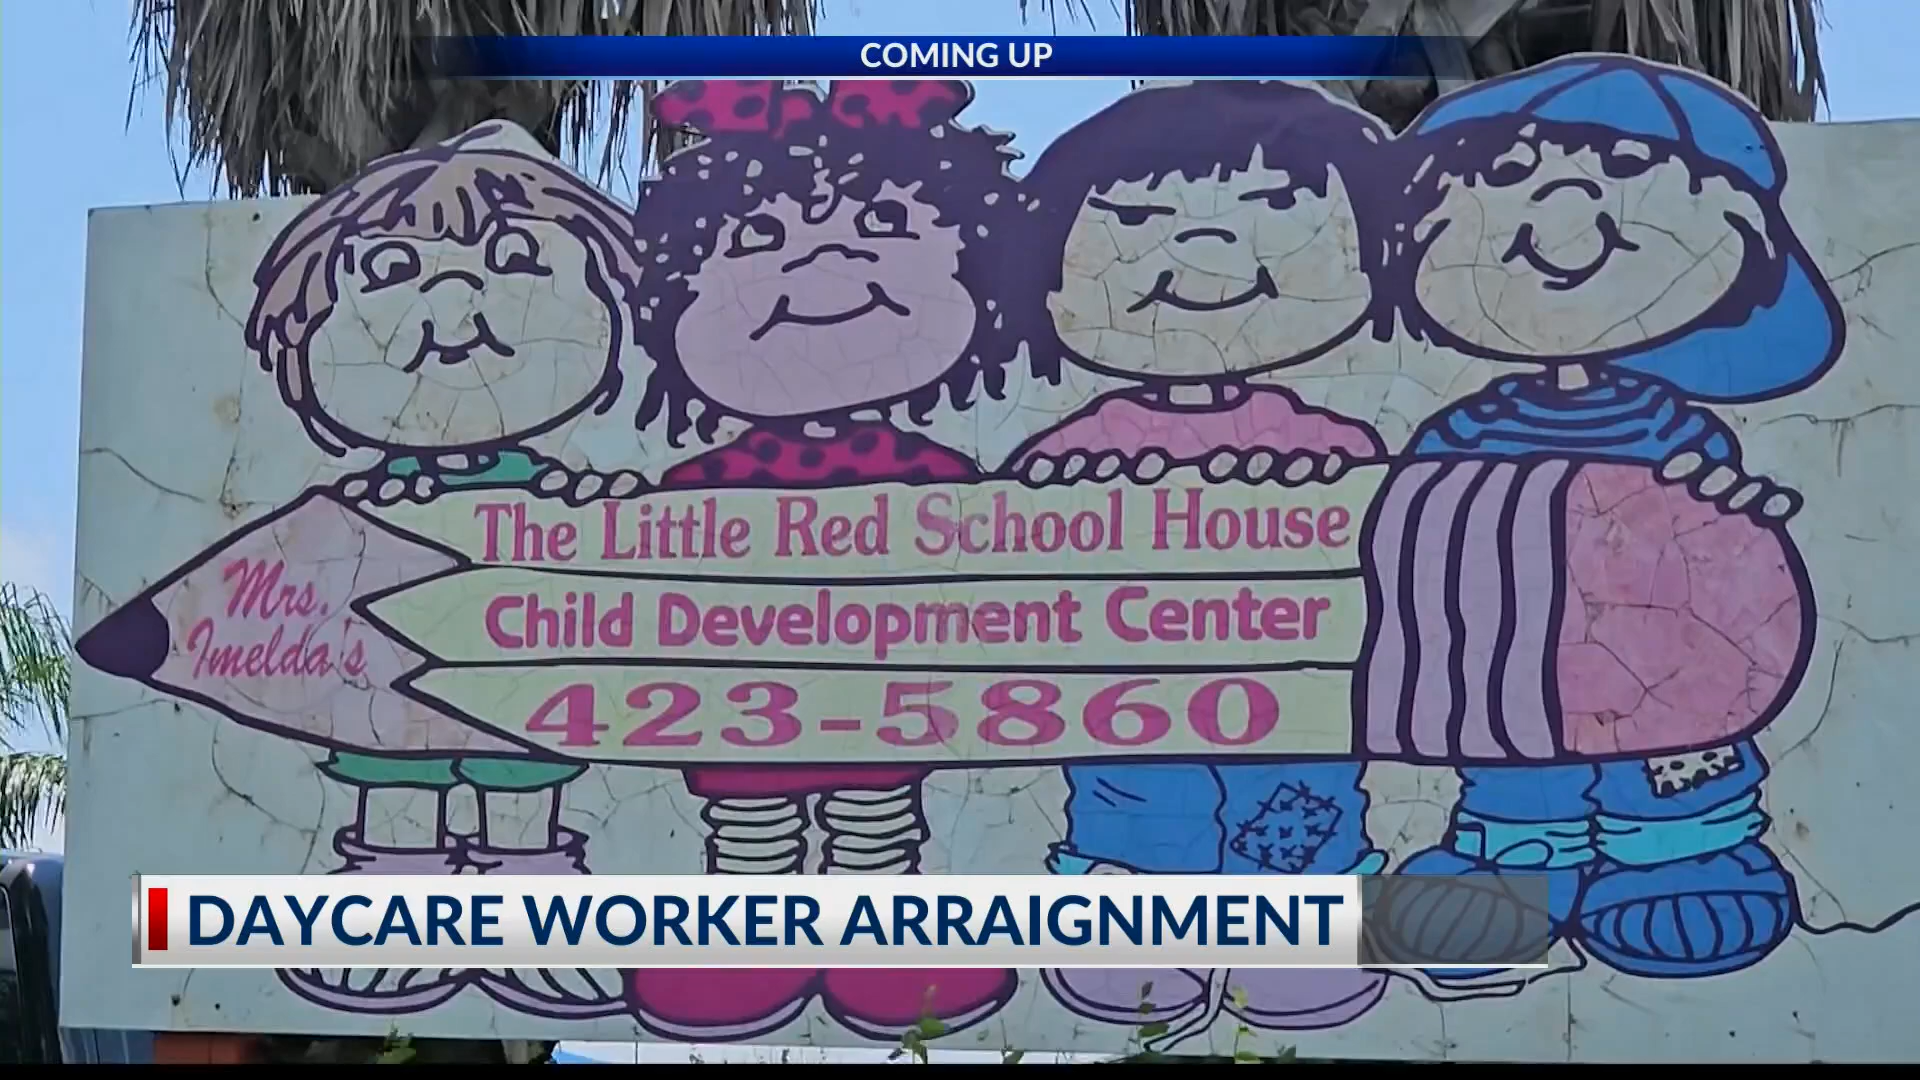 COMING UP
The Little Red School House
Mrs.
Imelda's
Child Development Center
423-5860
DAYCARE WORKER ARRAIGNMENT